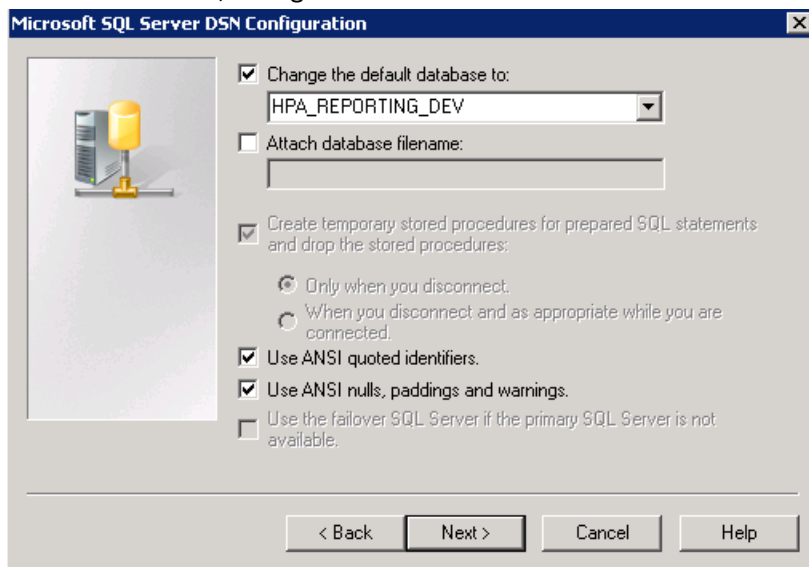 Microsoft SQL Server DSN Configuration
Change the default database to:
HPA_REPORTING_DEV
Attach database filename:
Create temporary stored procedures for prepared SQL statements
and drop the stored procedures:
Only when you disconnect.
When you disconnect and as appropriate while you are
connected.
Use ANSI quoted identifiers.
Use ANSI nulls, paddings and warnings.
Use the failover SQL Server if the primary SQL Server is not
available.
< Back Next > Cancel Help